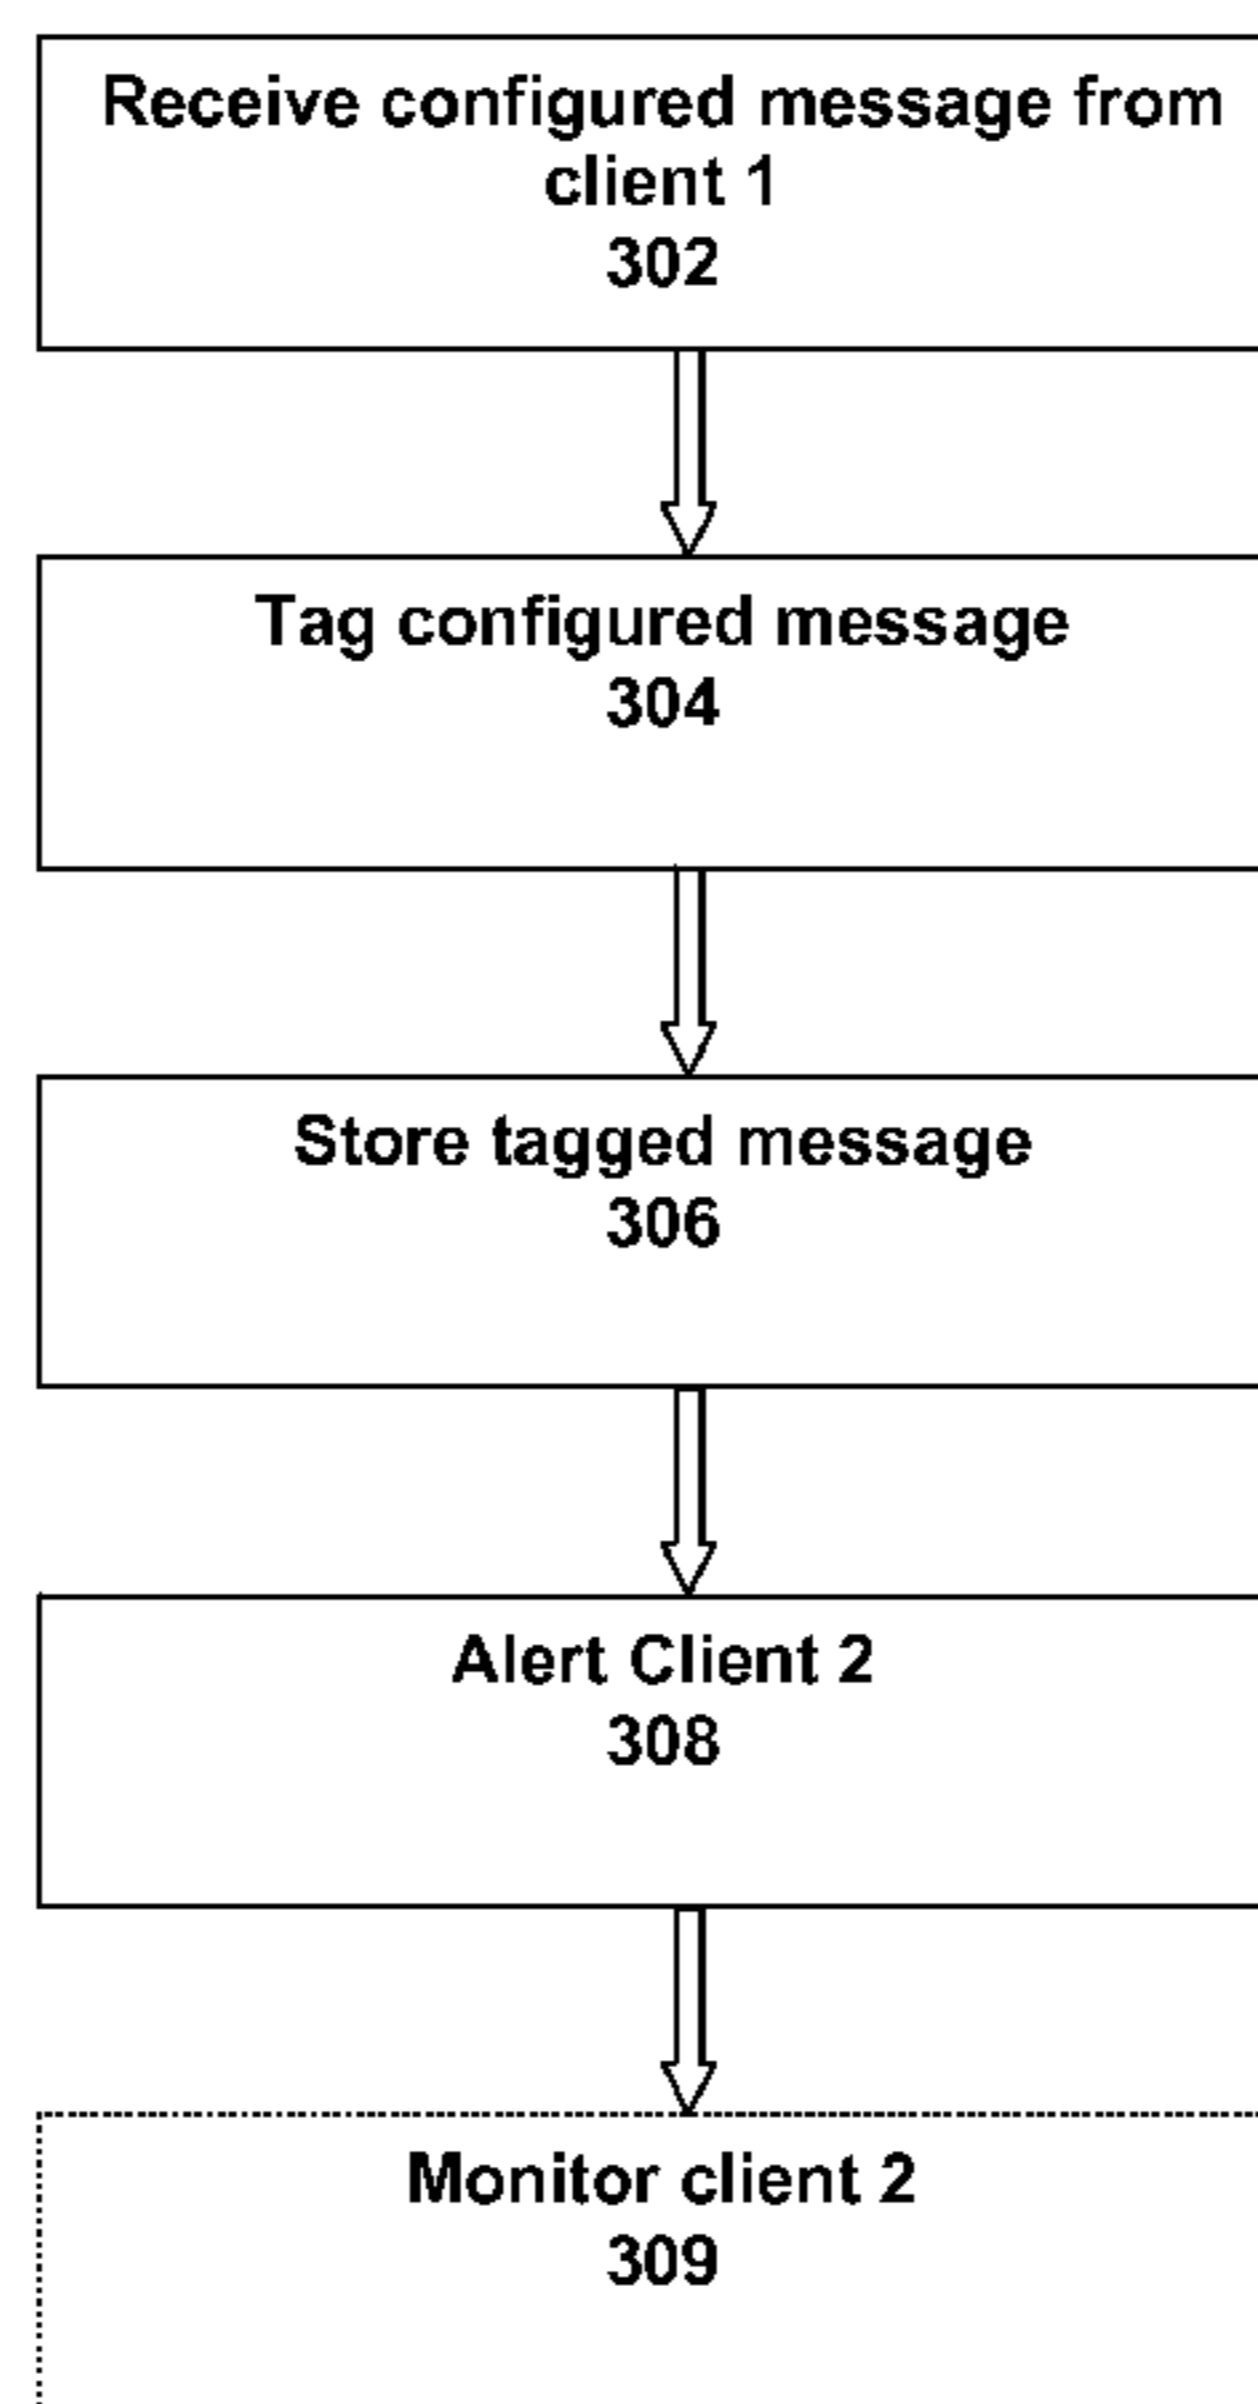 Receive configured message from
client 1
302
Tag configured message
304
Store tagged message
306
Alert Client 2
308
Monitor client 2
309